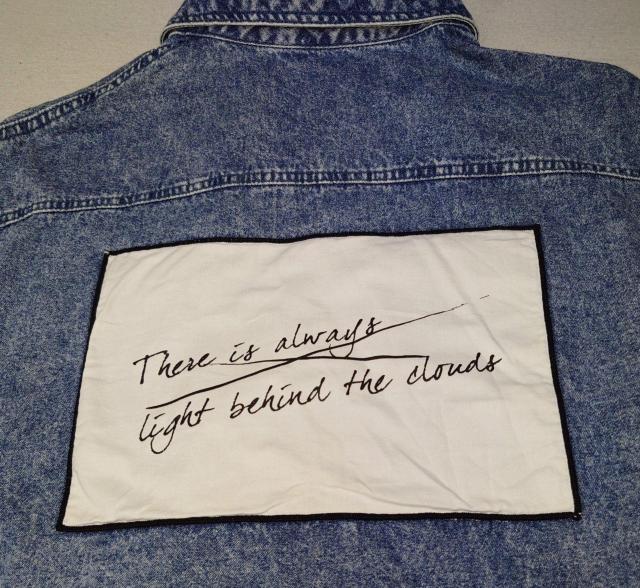 There is always
light behind the clouds